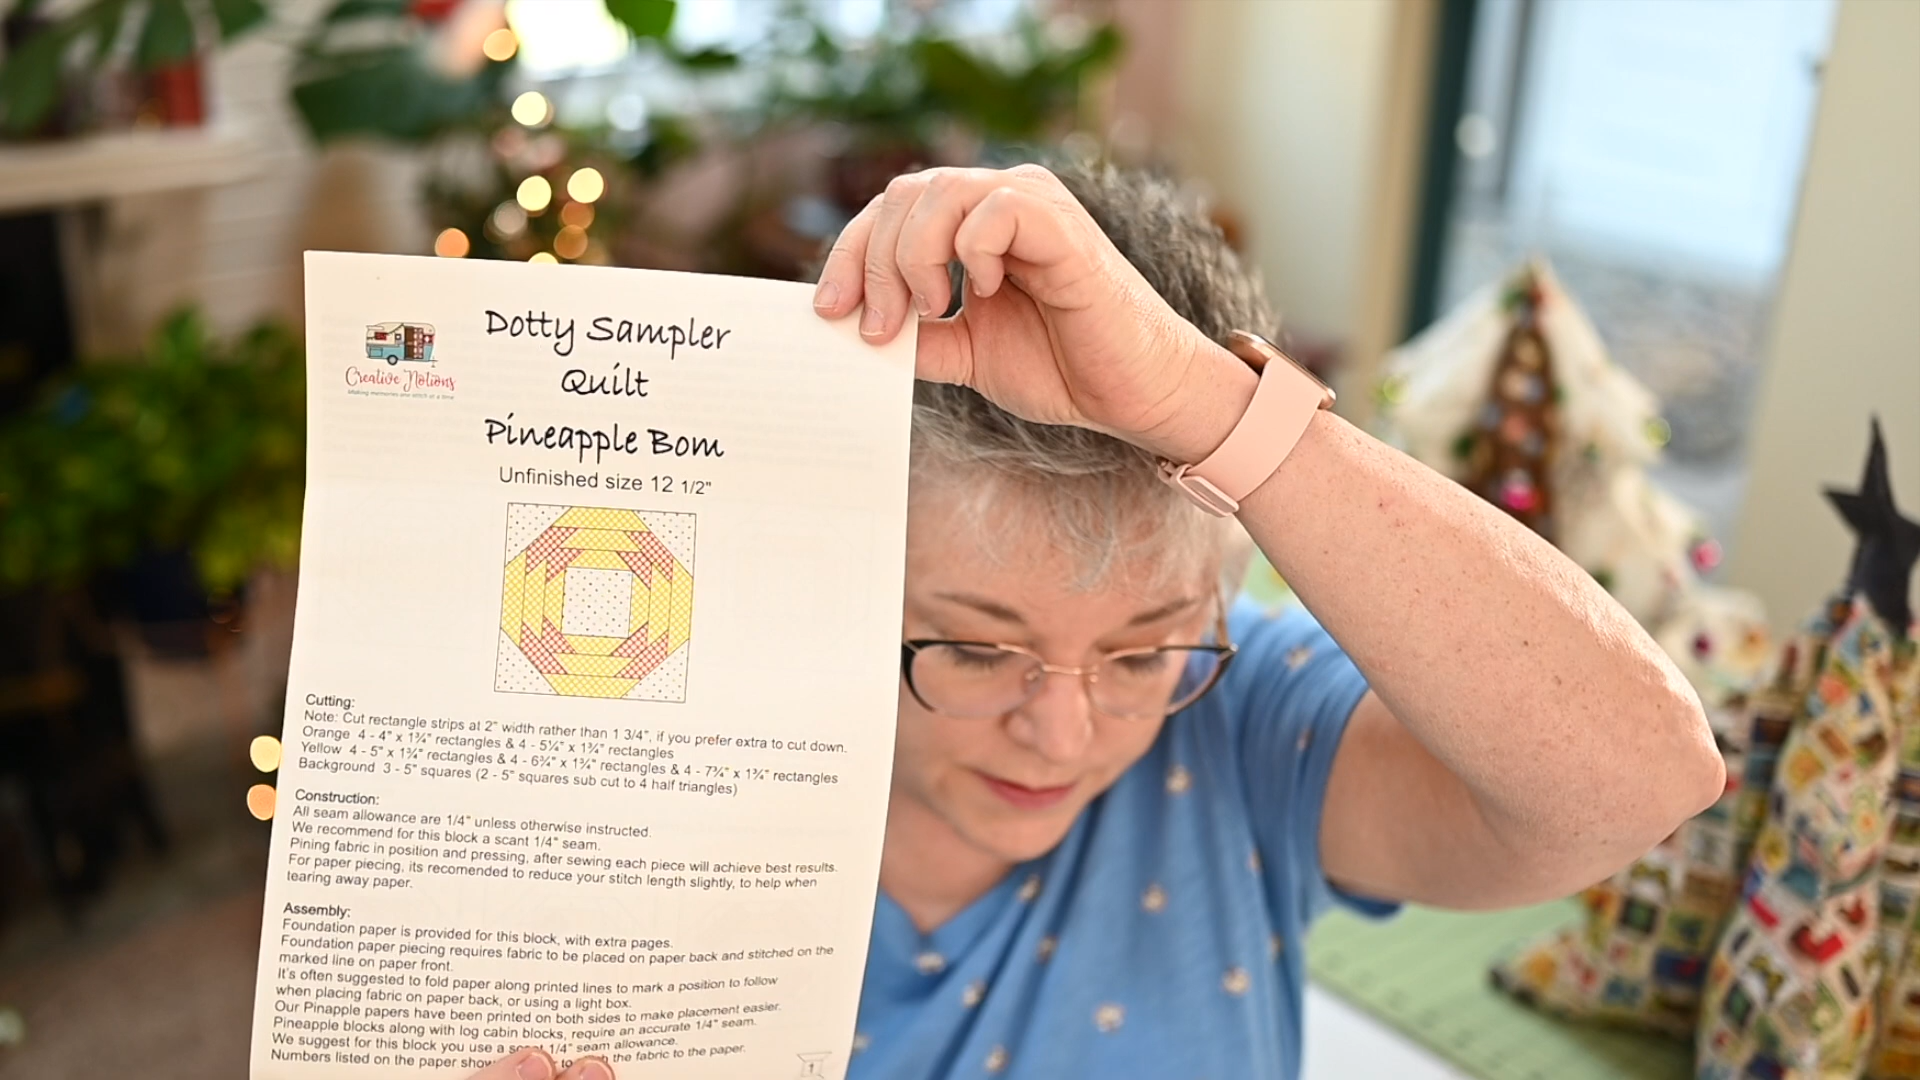 Creative Notions
Making memories one stitch at a time
Dotty Sampler
Quilt
Pineapple Bom
Unfinished size 12 1/2"
Cutting:
Note: Cut rectangle strips at 2" width rather than 1 3/4", if you prefer extra to cut down.
Orange 4 - 4" x 1¾" rectangles & 4 - 5¼" x 1¾" rectangles
Yellow 4 - 5" x 1¾" rectangles & 4 - 6¾" x 1¾" rectangles & 4 - 7¾" x 1¾" rectangles
Background 3 - 5" squares (2 - 5" squares sub cut to 4 half triangles)
Construction:
All seam allowance are 1/4" unless otherwise instructed.
We recommend for this block a scant 1/4" seam.
Pining fabric in position and pressing, after sewing each piece will achieve best results.
For paper piecing, its recomended to reduce your stitch length slightly, to help when
tearing away paper.
Assembly:
Foundation paper is provided for this block, with extra pages.
Foundation paper piecing requires fabric to be placed on paper back and stitched on the
marked line on paper front.
It's often suggested to fold paper along printed lines to mark a position to follow
when placing fabric on paper back, or using a light box.
Our Pinapple papers have been printed on both sides to make placement easier.
Pineapple blocks along with log cabin blocks, require an accurate 1/4" seam.
We suggest for this block you use a 1/4" seam allowance.
Numbers listed on the paper to the fabric to the paper.
1